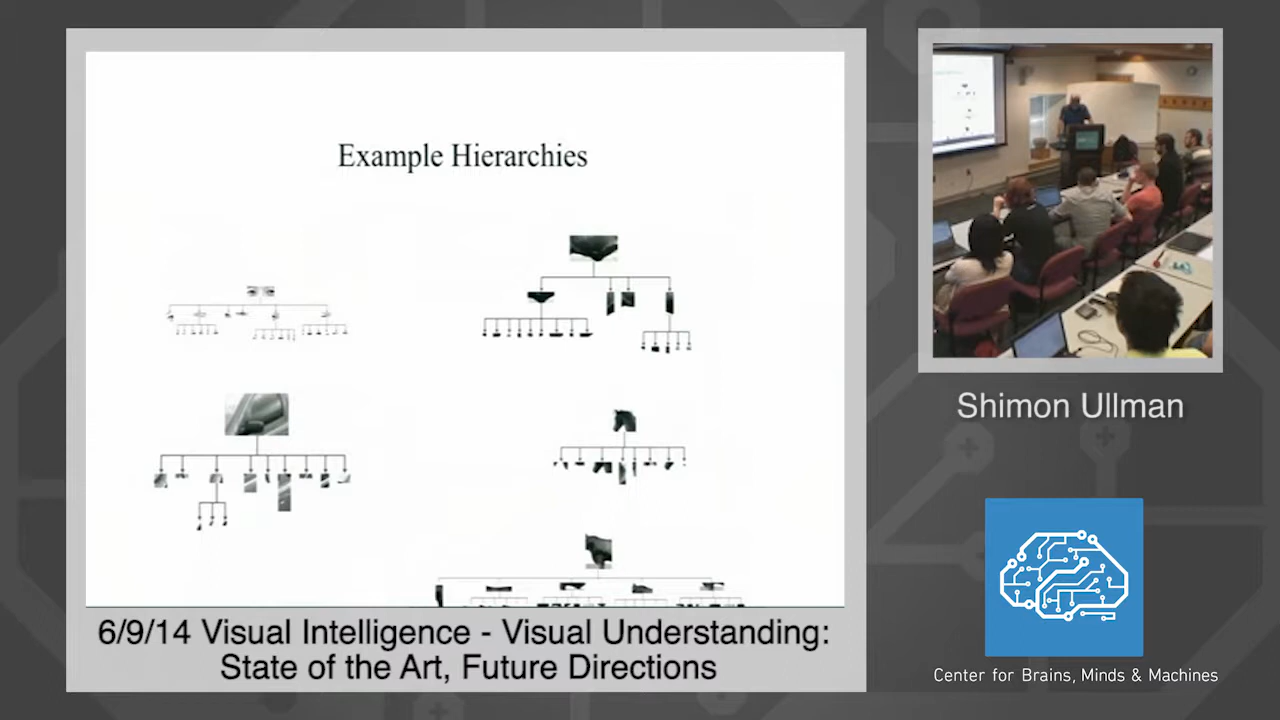 Example Hierarchies
6/9/14 Visual Intelligence - Visual Understanding:
State of the Art, Future Directions
Shimon Ullman
Center for Brains, Minds & Machines